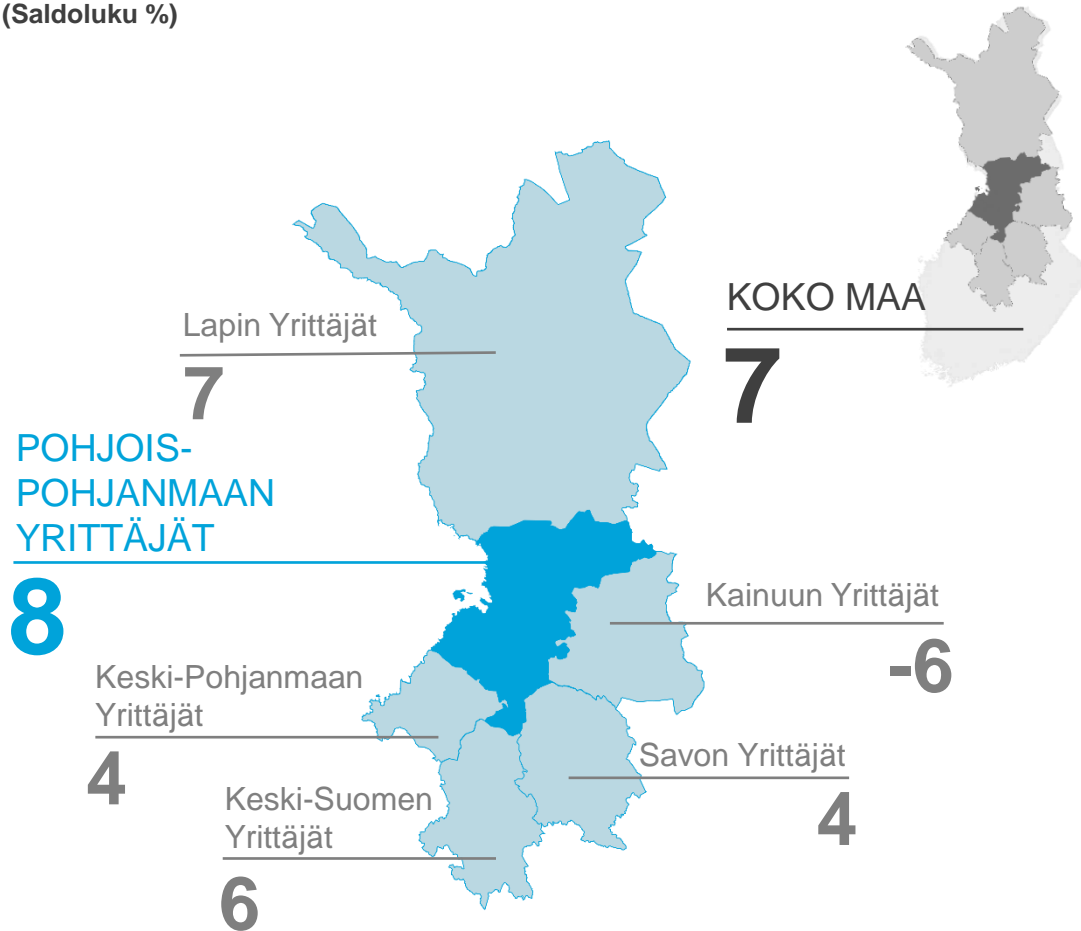 (Saldoluku %)
KOKO MAA
7
Lapin Yrittäjät
7
POHJOIS-
POHJANMAAN
YRITTÄJÄT
8
Kainuun Yrittäjät
-6
Keski-Pohjanmaan
Yrittäjät
4
Savon Yrittäjät
4
Keski-Suomen
Yrittäjät
6